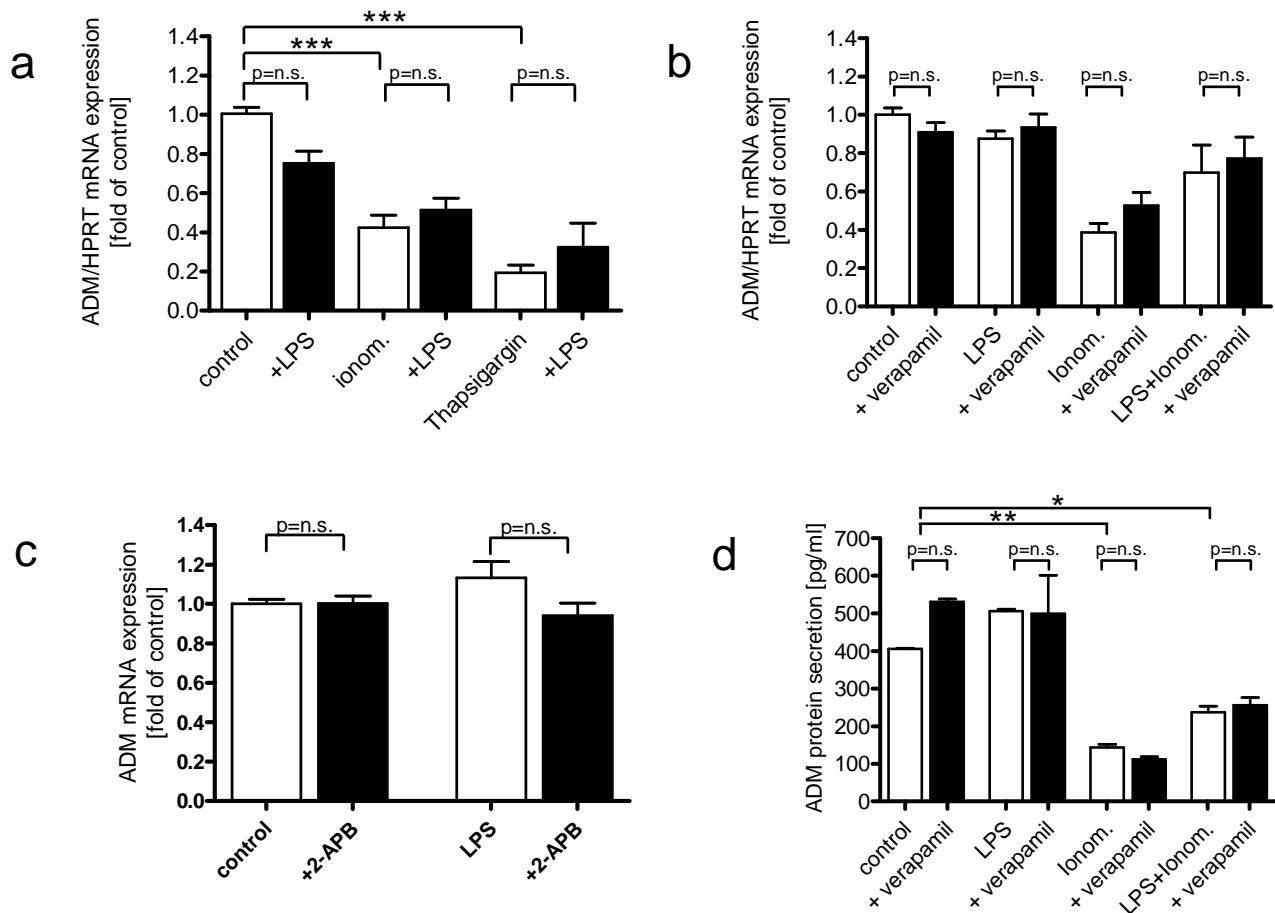 a
ADM/HPRT mRNA expression
[fold of control]
1.4
1.2
1.0
0.8
0.6
0.4
0.2
0.0
***
***
p=n.s.
p=n.s.
p=n.s.
control
+LPS
ionom.
+LPS
Thapsigargin
+LPS
b
ADM/HPRT mRNA expression
[fold of control]
1.4
1.2
1.0
0.8
0.6
0.4
0.2
0.0
p=n.s.
p=n.s.
p=n.s.
p=n.s.
control
+ verapamil
LPS
+ verapamil
Ionom.
+ verapamil
LPS+Ionom.
+ verapamil
c
ADM mRNA expression
[fold of control]
1.4
1.2
1.0
0.8
0.6
0.4
0.2
0.0
p=n.s.
p=n.s.
control
+2-APB
LPS
+2-APB
d
ADM protein secretion [pg/ml]
700
600
500
400
300
200
100
0
*
**
p=n.s.
p=n.s.
p=n.s.
p=n.s.
control
+ verapamil
LPS
+ verapamil
Ionom.
+ verapamil
LPS+Ionom.
+ verapamil